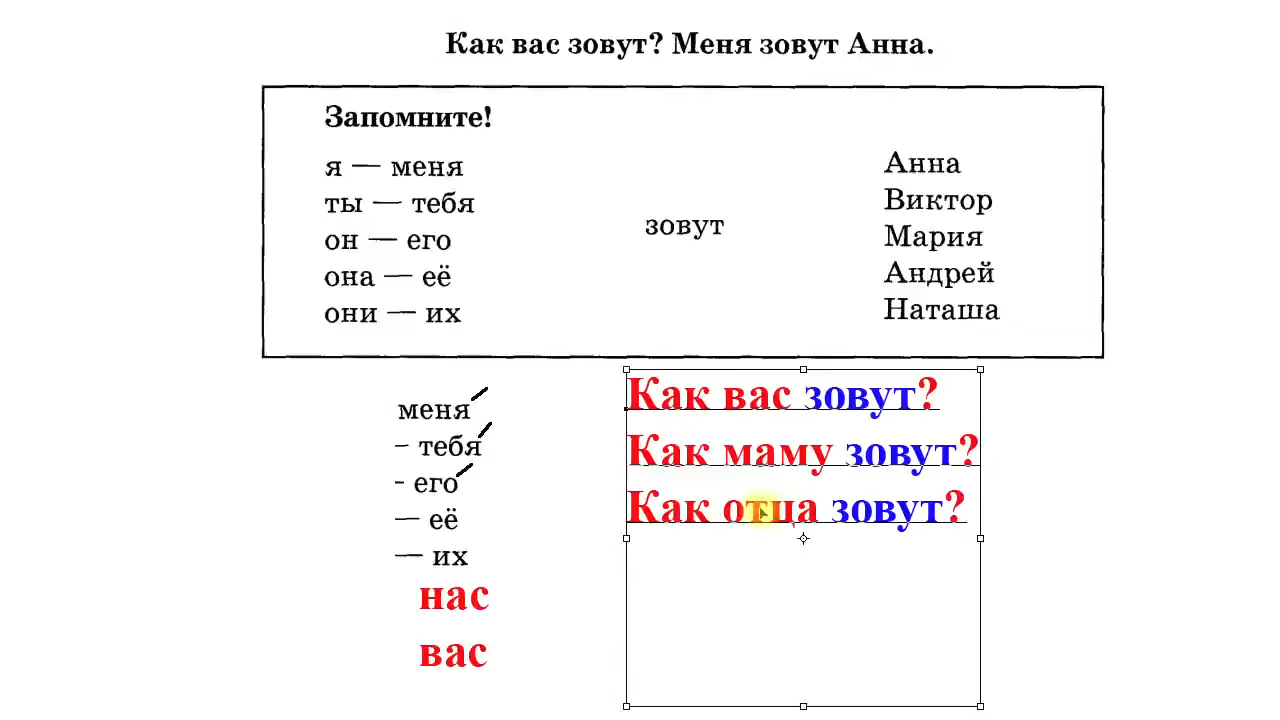 Как вас зовут? Меня зовут Анна.
Запомните!
я — меня
ты — тебя
он — его
она — её
они — их
зовут
Анна
Виктор
Мария
Андрей
Наташа
меня
- тебя
- его
— её
— их
нас
вас
Как вас зовут?
Как маму зовут?
Как отца зовут?